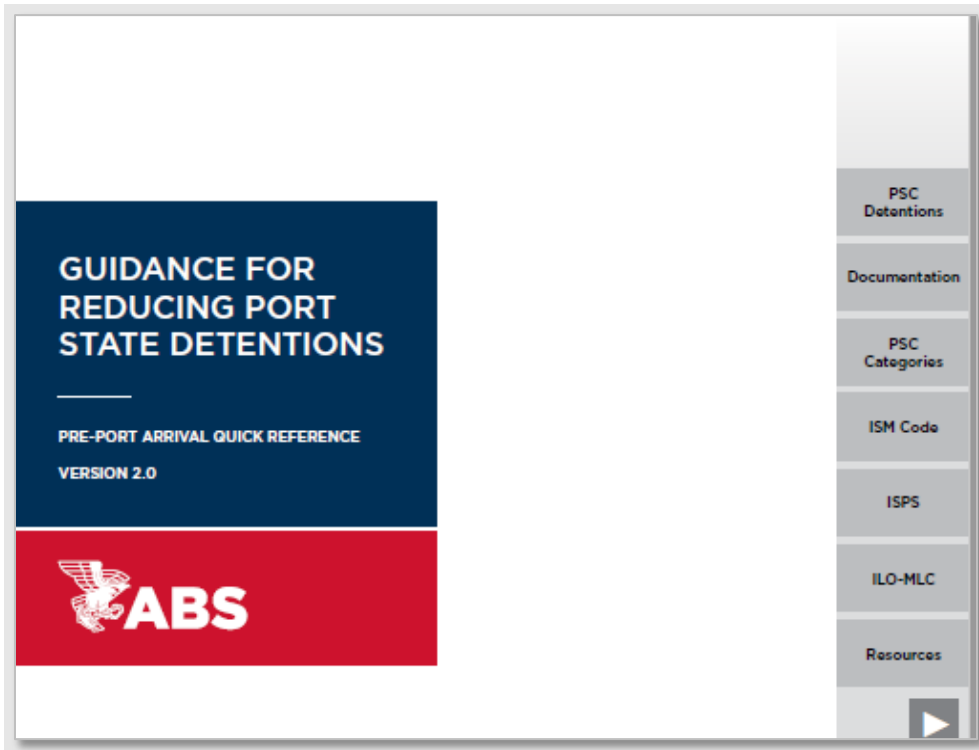 GUIDANCE FOR
REDUCING PORT
STATE DETENTIONS
PRE-PORT ARRIVAL QUICK REFERENCE
VERSION 2.0
ABS
PSC
Detentions
Documentation
PSC
Categories
ISM Code
ISPS
ILO-MLC
Resources